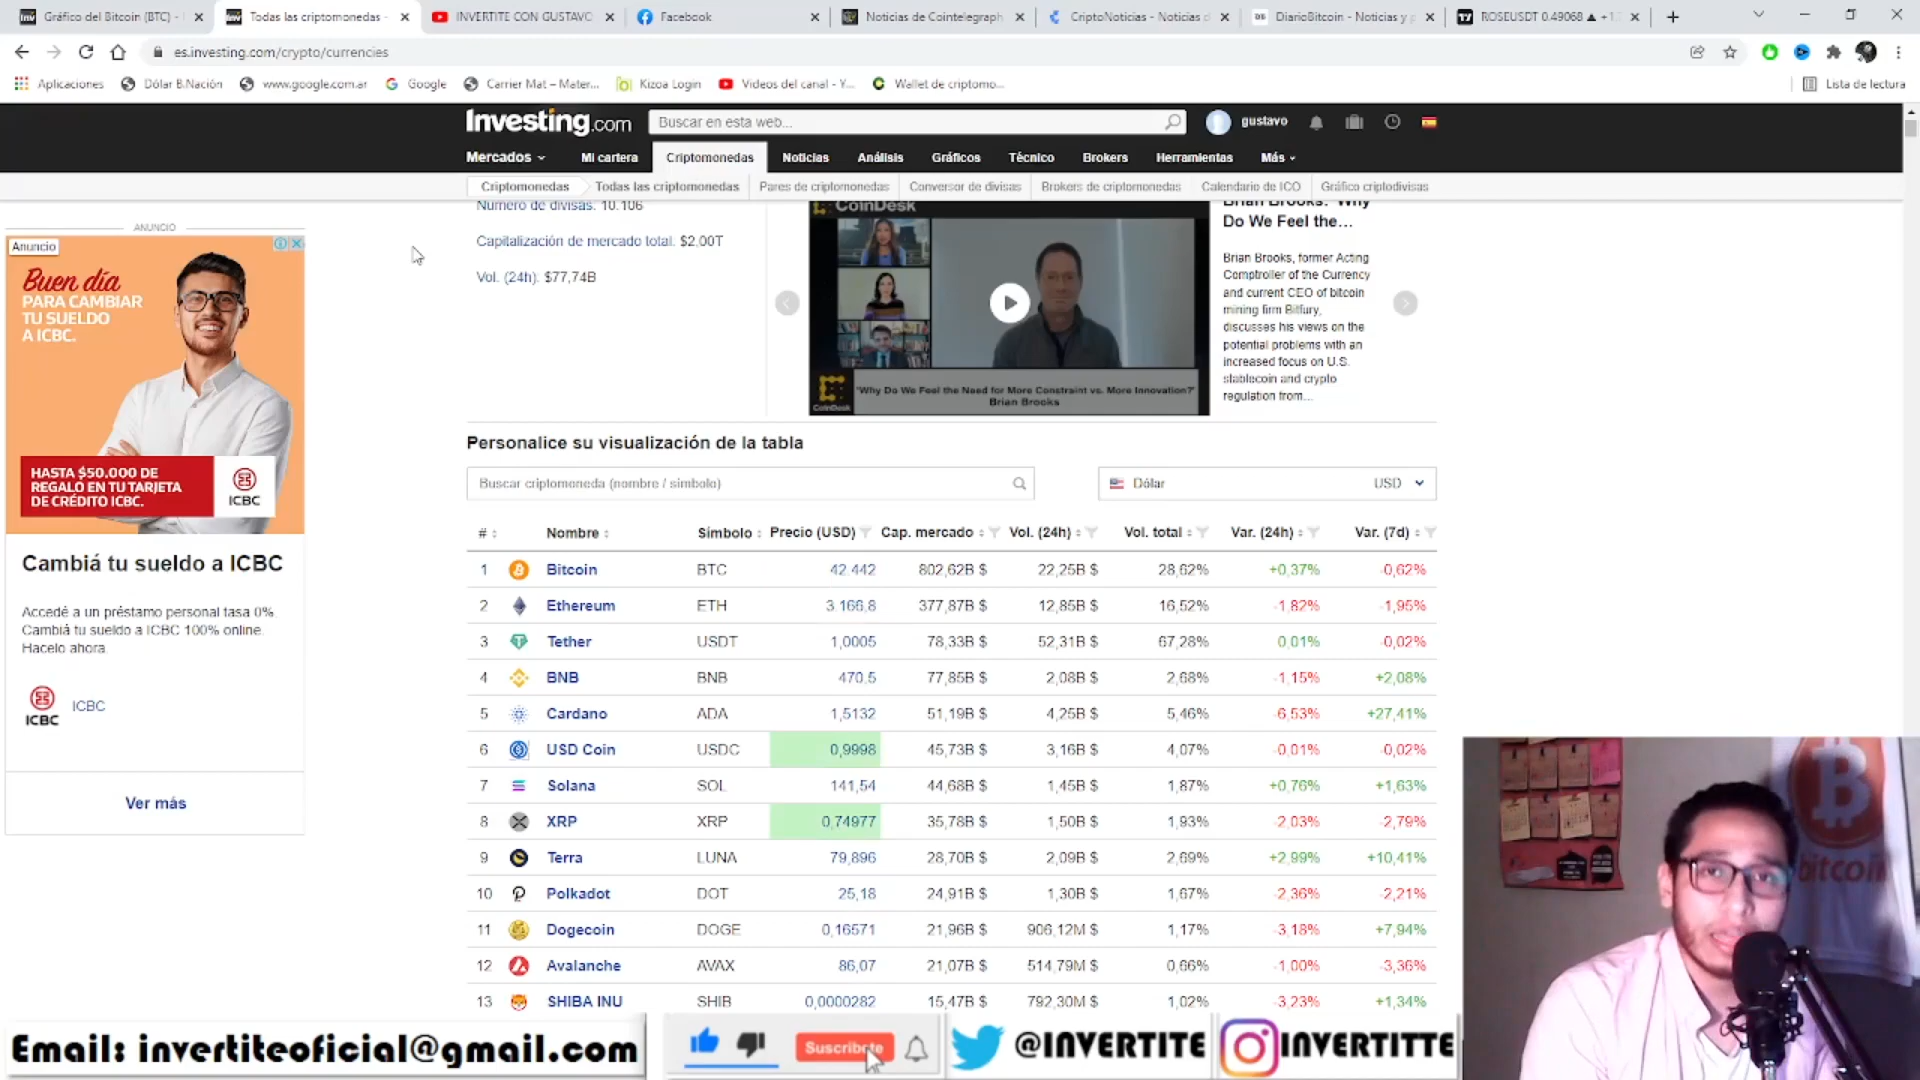 Gráfico del Bitcoin (BTC) -
Todas las criptomonedas -
INVERTITE CON GUSTAVO
Facebook
Noticias de Cointelegraph
CriptoNoticias - Noticias d
DiarioBitcoin - Noticias y p
ROSEUSDT 0.49068 ▲ +1.
es.investing.com/crypto/currencies
Aplicaciones
Dólar B.Nación
www.google.com.ar
Google
Carrier Mat – Mater...
Kizoa Login
Videos del canal - Y...
Wallet de criptomo...
Lista de lectura
Investing.com
Buscar en esta web...
gustavo
Mercados Mi cartera Criptomonedas Noticias Análisis Gráficos Técnico Brokers Herramientas Más
Criptomonedas Todas las criptomonedas Pares de criptomonedas Conversor de divisas Brokers de criptomonedas Calendario de ICO Gráfico criptodivisas
ANUNCIO
Anuncio
Buen día
PARA CAMBIAR
TU SUELDO
A ICBC.
HASTA $50.000 DE
REGALO EN TU TARJETA
DE CRÉDITO ICBC.
ICBC
Cambiá tu sueldo a ICBC
Accedé a un préstamo personal tasa 0%.
Cambiá tu sueldo a ICBC 100% online.
Hacelo ahora.
ICBC
ICBC
Ver más
Número de divisas: 10.106
Capitalización de mercado total: $2,00T
Vol. (24h): $77,74B
CoinDesk
"Why Do We Feel the Need for More Constraint vs. More Innovation?"
Brian Brooks
CoinDesk
Brian Brooks: 'Why
Do We Feel the...
Brian Brooks, former Acting
Comptroller of the Currency
and current CEO of bitcoin
mining firm Bitfury,
discusses his views on the
potential problems with an
increased focus on U.S.
stablecoin and crypto
regulation from...
Personalice su visualización de la tabla
Buscar criptomoneda (nombre / símbolo)
Dólar USD
# Nombre Símbolo Precio (USD) Cap. mercado Vol. (24h) Vol. total Var. (24h) Var. (7d)
1 Bitcoin BTC 42.442 802,62B $ 22,25B $ 28,62% +0,37% -0,62%
2 Ethereum ETH 3.166,8 377,87B $ 12,85B $ 16,52% -1,82% -1,95%
3 Tether USDT 1,0005 78,33B $ 52,31B $ 67,28% 0,01% -0,02%
4 BNB BNB 470,5 77,85B $ 2,08B $ 2,68% -1,15% +2,08%
5 Cardano ADA 1,5132 51,19B $ 4,25B $ 5,46% -6,53% +27,41%
6 USD Coin USDC 0,9998 45,73B $ 3,16B $ 4,07% -0,01% -0,02%
7 Solana SOL 141,54 44,68B $ 1,45B $ 1,87% +0,76% +1,63%
8 XRP XRP 0,74977 35,78B $ 1,50B $ 1,93% -2,03% -2,79%
9 Terra LUNA 79,896 28,70B $ 2,09B $ 2,69% +2,99% +10,41%
10 Polkadot DOT 25,18 24,91B $ 1,30B $ 1,67% -2,36% -2,21%
11 Dogecoin DOGE 0,16571 21,96B $ 906,12M $ 1,17% -3,18% +7,94%
12 Avalanche AVAX 86,07 21,07B $ 514,79M $ 0,66% -1,00% -3,36%
13 SHIBA INU SHIB 0,0000282 15,47B $ 792,30M $ 1,02% -3,23% +1,34%
bitcoin
Email: invertiteoficial@gmail.com
Suscribete
@INVERTITE
INVERTITTE